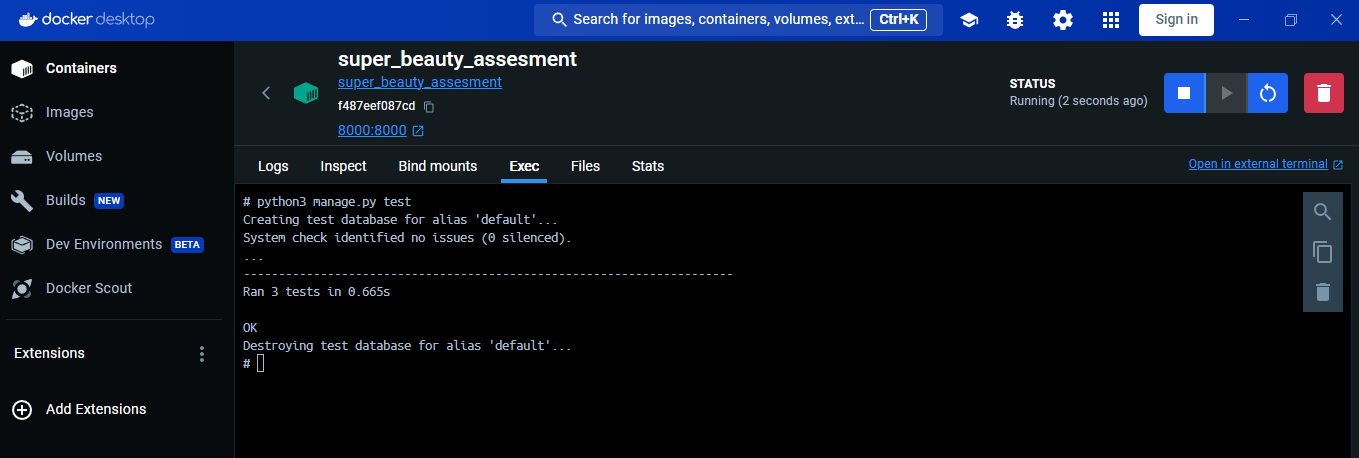 docker desktop
Search for images, containers, volumes, ext... Ctrl+K
Sign in
Containers
Images
Volumes
Builds NEW
Dev Environments BETA
Docker Scout
Extensions
Add Extensions
super_beauty_assesment
super_beauty_assesment
f487eef087cd
8000:8000
STATUS
Running (2 seconds ago)
Logs Inspect Bind mounts Exec Files Stats
Open in external terminal
# python3 manage.py test
Creating test database for alias 'default'...
System check identified no issues (0 silenced).
...
----------------------------------------------------------------------
Ran 3 tests in 0.665s
OK
Destroying test database for alias 'default'...
#